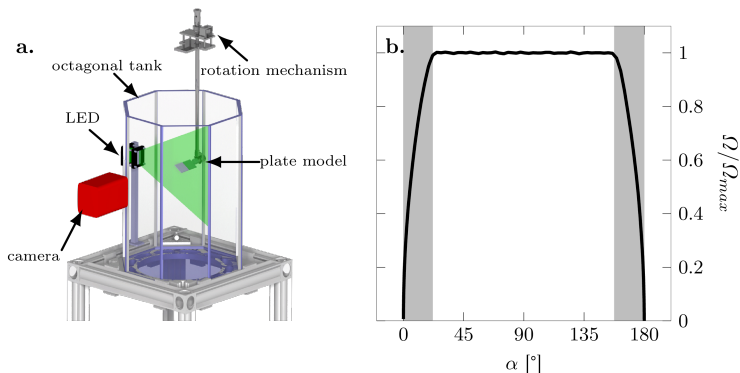 a.
rotation mechanism
octagonal tank
LED
plate model
camera
b.
1
0.8
0.6
0.4
0.2
0
Ω/Ωmax
0 45 90 135 180
α [°]